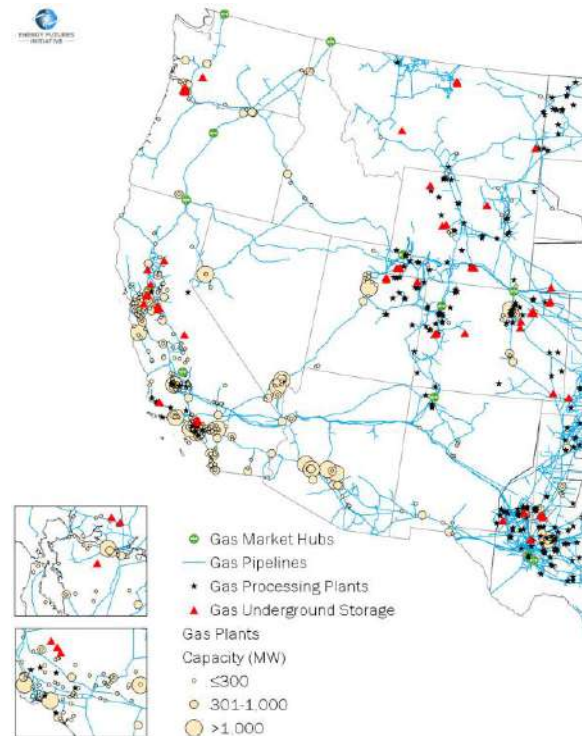 ENERGY FUTURES
INITIATIVE
Gas Market Hubs
Gas Pipelines
Gas Processing Plants
Gas Underground Storage
Gas Plants
Capacity (MW)
≤300
301-1,000
>1,000